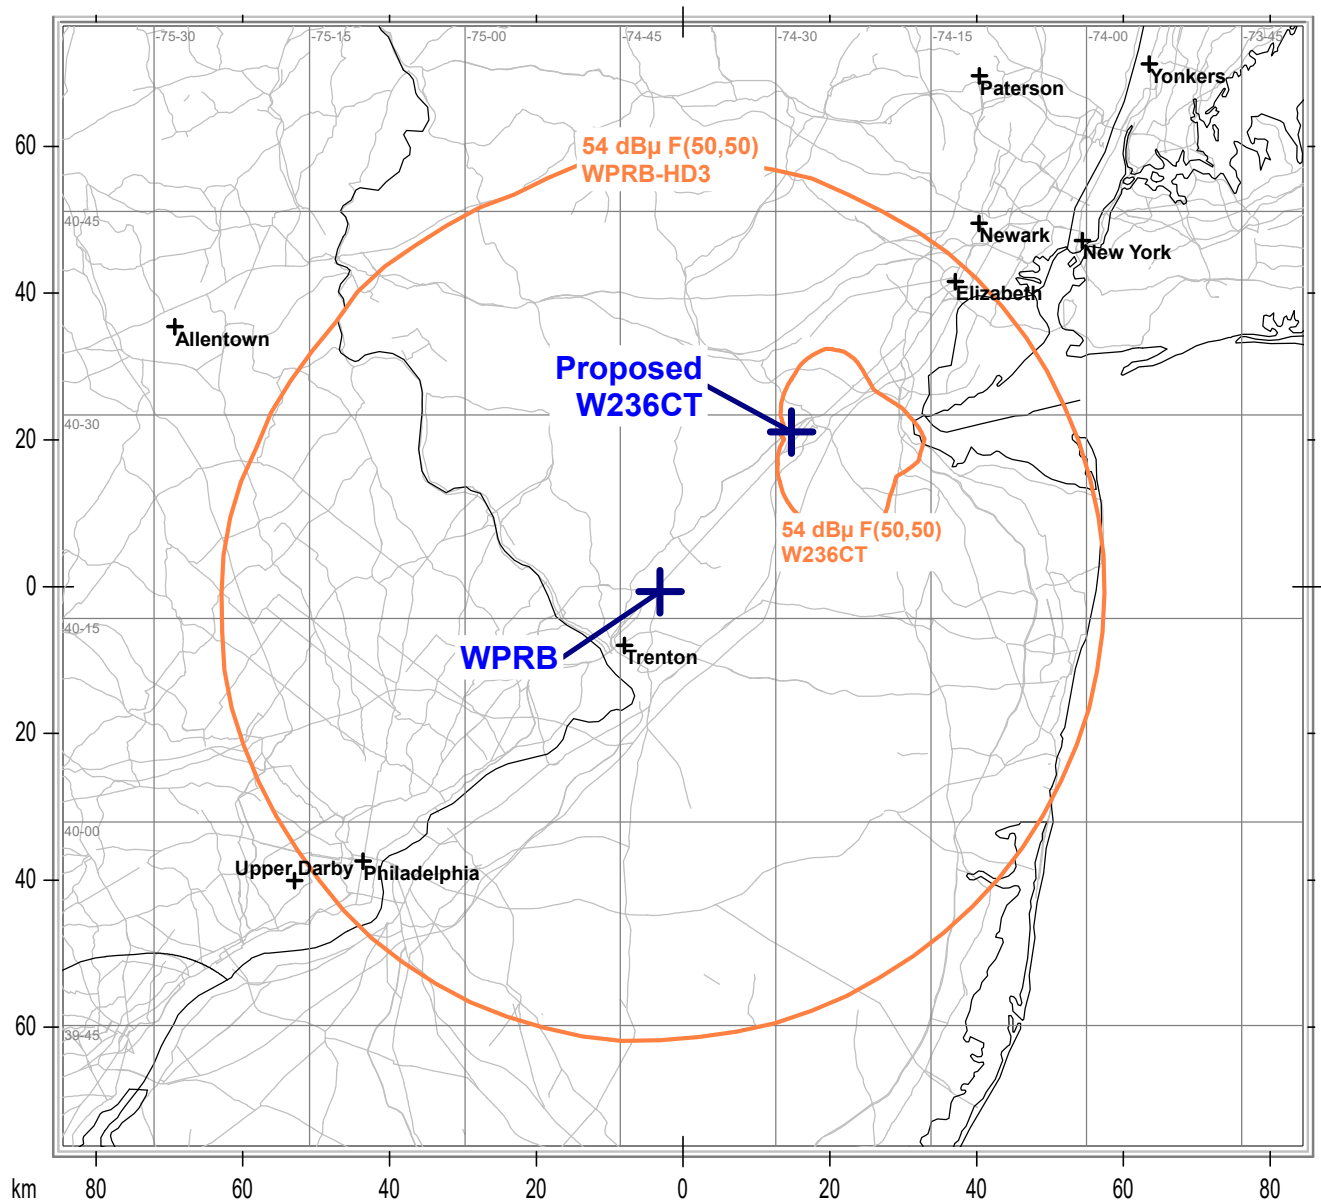 -75-30
-75-15
-75-00
-74-45
-74-30
-74-15
-74-00
-73-45
Yonkers
Paterson
60
54 dBµ F(50,50)
WPRB-HD3
40-45
Newark
New York
40
Elizabeth
Allentown
Proposed
W236CT
40-30
20
54 dBµ F(50,50)
W236CT
0
40-15
WPRB
Trenton
20
40-00
Upper Darby
Philadelphia
40
60
39-45
km
80
60
40
20
0
20
40
60
80